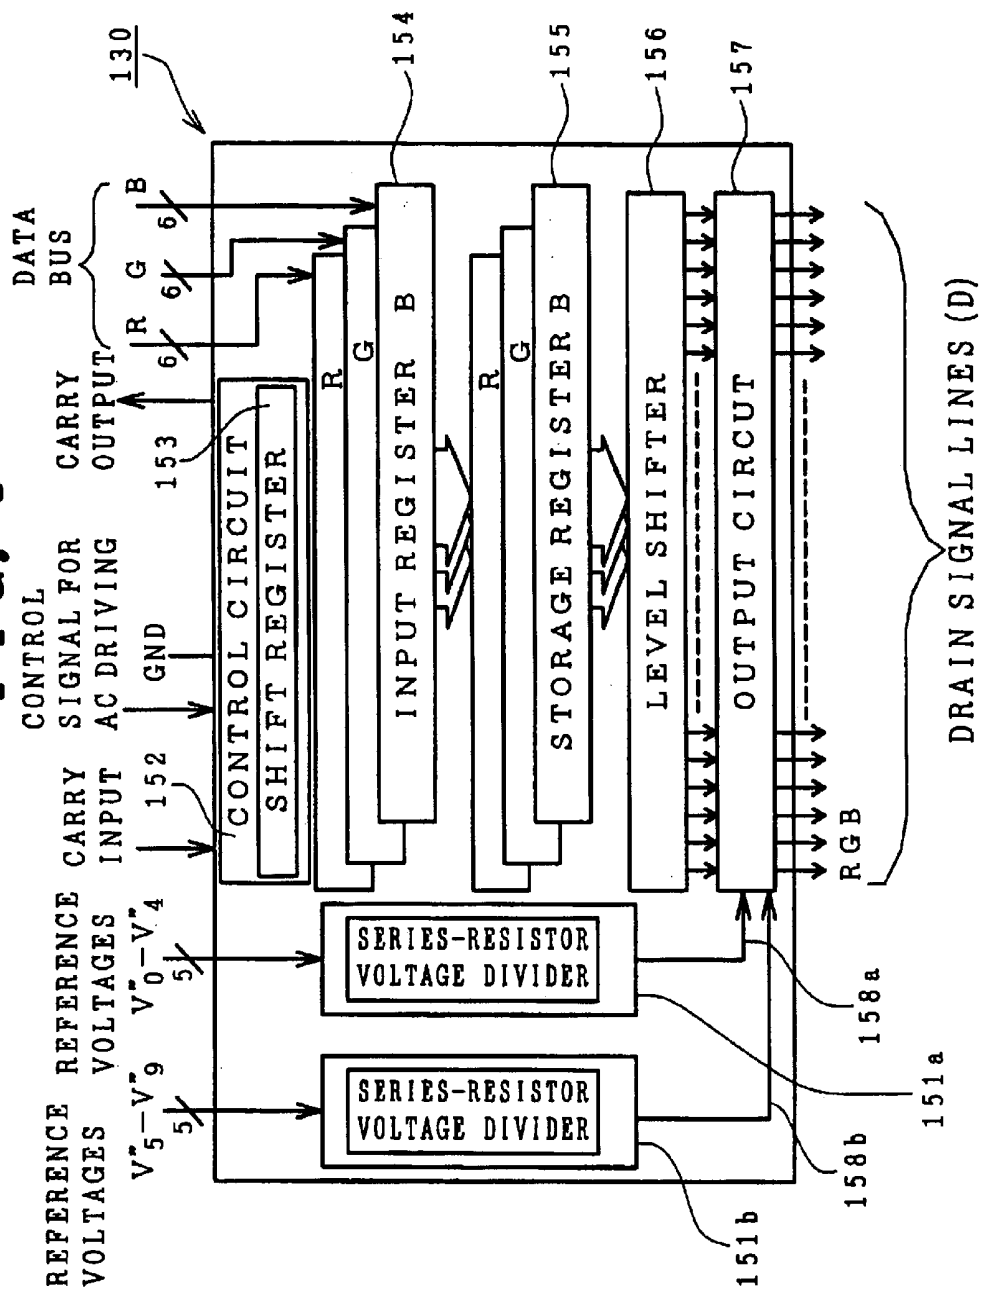 130
DATA
BUS
R
G
B
6
6
6
CARRY
OUTPUT
CONTROL
SIGNAL FOR
AC DRIVING
GND
CARRY
INPUT
REFERENCE
VOLTAGES
V"0-V"4
5
REFERENCE
VOLTAGES
V"5-V"9
5
152
153
CONTROL CIRCUIT
SHIFT REGISTER
R
G
INPUT REGISTER B
154
R
G
STORAGE REGISTER B
155
LEVEL SHIFTER
156
OUTPUT CIRCUT
157
SERIES-RESISTOR
VOLTAGE DIVIDER
SERIES-RESISTOR
VOLTAGE DIVIDER
151b
158b
151a
158a
RGB
DRAIN SIGNAL LINES (D)